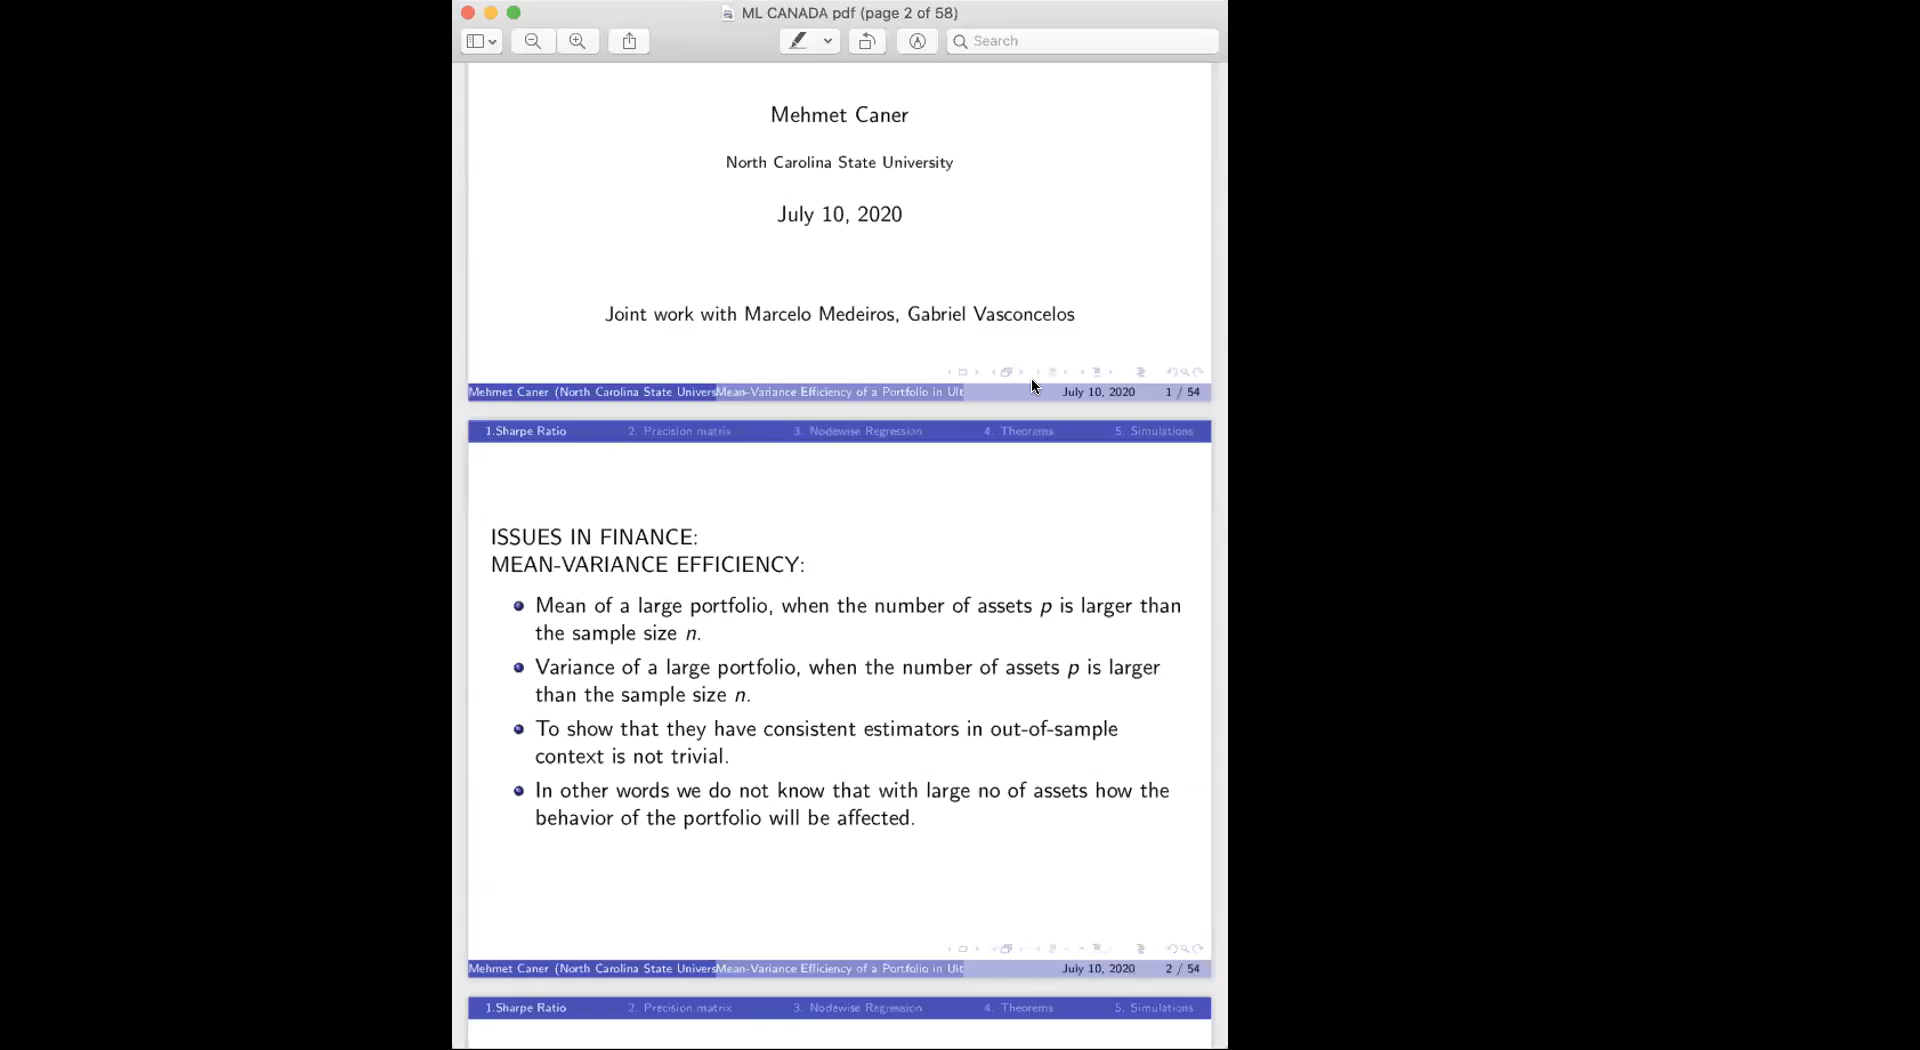 ML CANADA pdf (page 2 of 58)
Search
Mehmet Caner
North Carolina State University
July 10, 2020
Joint work with Marcelo Medeiros, Gabriel Vasconcelos
Mehmet Caner (North Carolina State Univers Mean-Variance Efficiency of a Portfolio in Ult July 10, 2020 1 / 54
1.Sharpe Ratio 2. Precision matrix 3. Nodewise Regression 4. Theorems 5. Simulations
ISSUES IN FINANCE:
MEAN-VARIANCE EFFICIENCY:
Mean of a large portfolio, when the number of assets p is larger than
the sample size n.
Variance of a large portfolio, when the number of assets p is larger
than the sample size n.
To show that they have consistent estimators in out-of-sample
context is not trivial.
In other words we do not know that with large no of assets how the
behavior of the portfolio will be affected.
Mehmet Caner (North Carolina State Univers Mean-Variance Efficiency of a Portfolio in Ult July 10, 2020 2 / 54
1.Sharpe Ratio 2. Precision matrix 3. Nodewise Regression 4. Theorems 5. Simulations